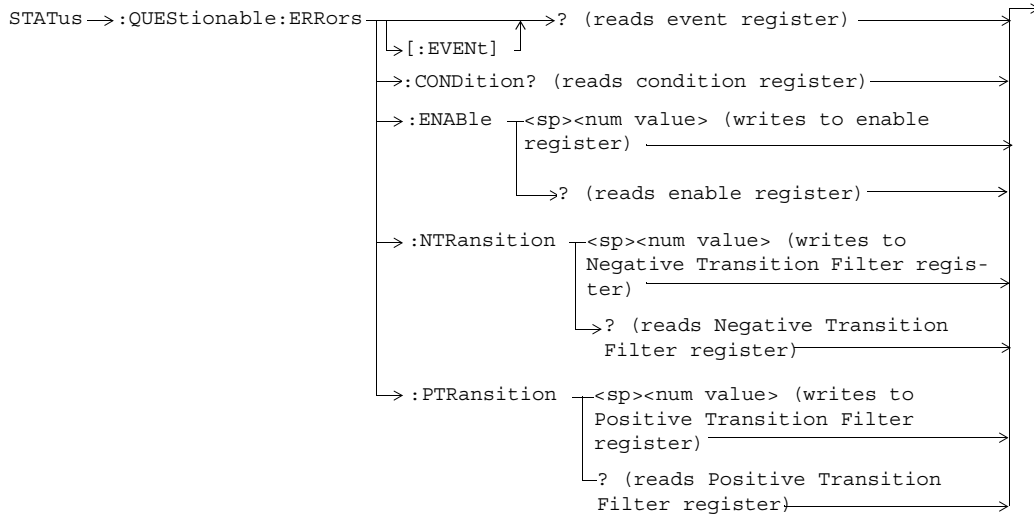 STATus :QUEStionable:ERRors ? (reads event register)
[:EVENt]
:CONDition? (reads condition register)
:ENABle <sp><num value> (writes to enable
register)
? (reads enable register)
:NTRansition <sp><num value> (writes to
Negative Transition Filter regis-
ter)
? (reads Negative Transition
Filter register)
:PTRansition <sp><num value> (writes to
Positive Transition Filter
register)
? (reads Positive Transition
Filter register)